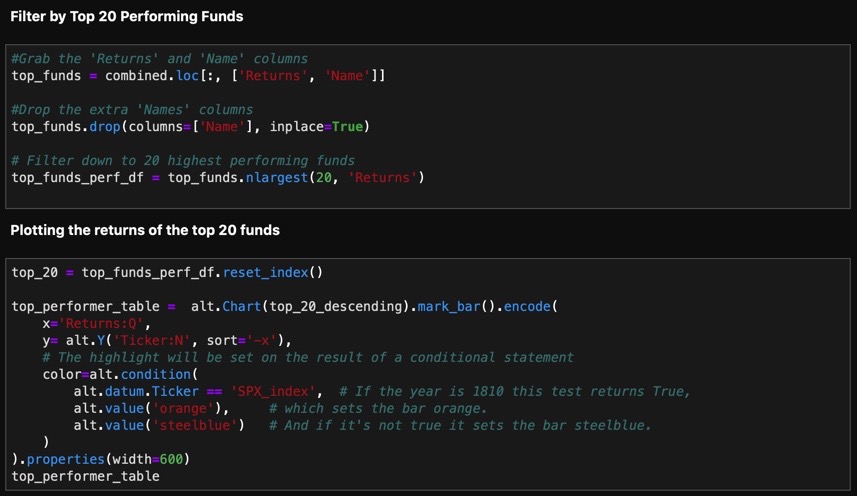 Filter by Top 20 Performing Funds
#Grab the 'Returns' and 'Name' columns
top_funds = combined.loc[:, ['Returns', 'Name']]
#Drop the extra 'Names' columns
top_funds.drop(columns=['Name'], inplace=True)
# Filter down to 20 highest performing funds
top_funds_perf_df = top_funds.nlargest(20, 'Returns')
Plotting the returns of the top 20 funds
top_20 = top_funds_perf_df.reset_index()
top_performer_table =  alt.Chart(top_20_descending).mark_bar().encode(
    x='Returns:Q',
    y= alt.Y('Ticker:N', sort='-x'),
    # The highlight will be set on the result of a conditional statement
    color=alt.condition(
        alt.datum.Ticker == 'SPX_index',  # If the year is 1810 this test returns True,
        alt.value('orange'),     # which sets the bar orange.
        alt.value('steelblue')   # And if it's not true it sets the bar steelblue.
    )
).properties(width=600)
top_performer_table